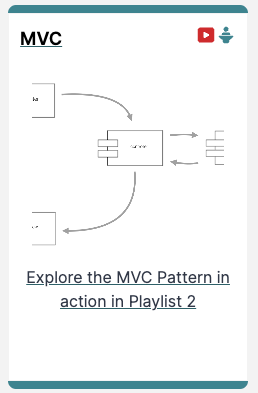 MVC
Explore the MVC Pattern in
action in Playlist 2